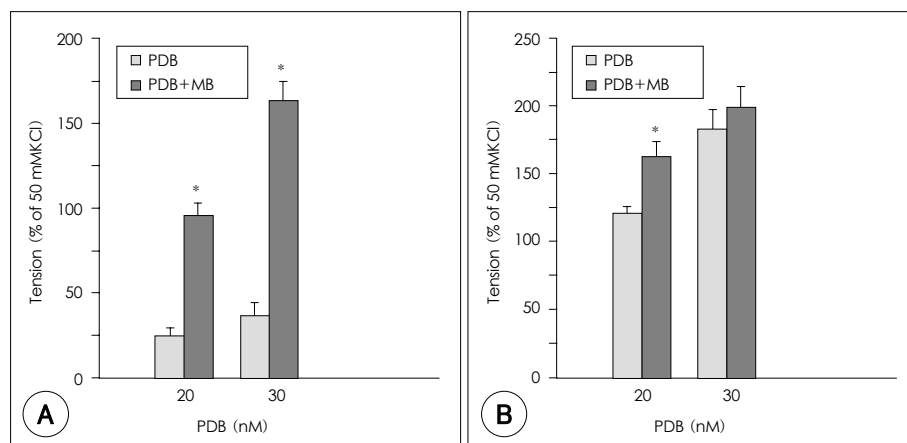 200
150
100
50
0
Tension (% of 50 mMKCl)
PDB
PDB+MB
*
*
20
30
PDB (nM)
A
250
200
150
100
50
0
Tension (% of 50 mMKCl)
PDB
PDB+MB
*
20
30
PDB (nM)
B